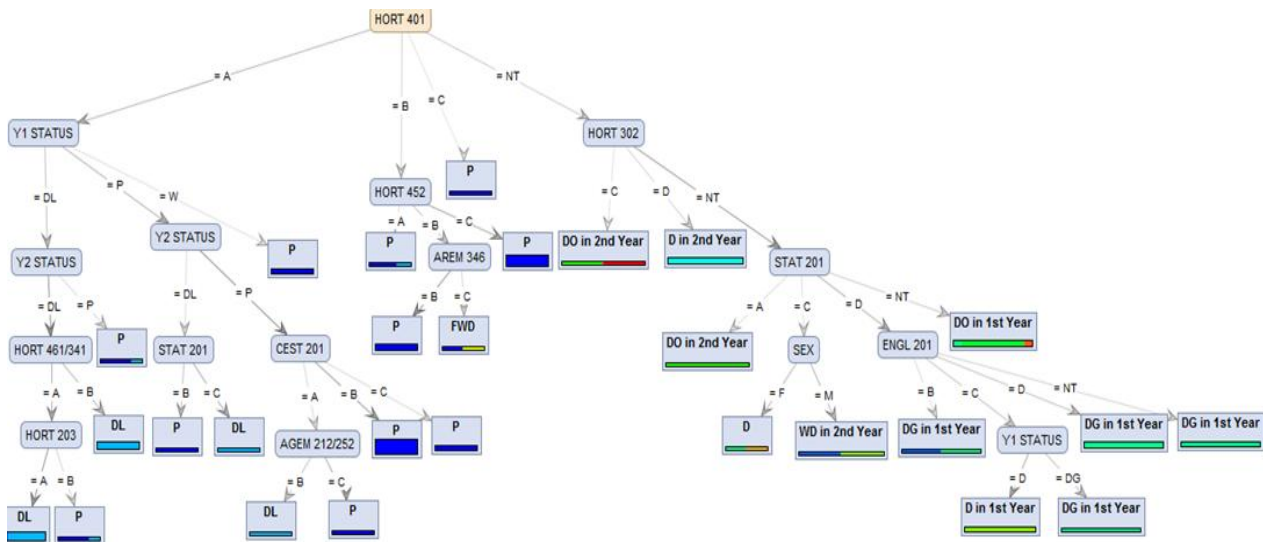 HORT 401
= A
= B
= C
= NT
Y1 STATUS
HORT 302
P
HORT 452
= DL
= P
= W
= A
= B
= C
= C
= D
= NT
Y2 STATUS
P
P
AREM 346
P
DO in 2nd Year
D in 2nd Year
STAT 201
Y2 STATUS
= DL
= P
= DL
= P
= B
= C
= A
= C
= D
= NT
HORT 461/341
P
STAT 201
CEST 201
P
FWD
DO in 2nd Year
SEX
ENGL 201
DO in 1st Year
= A
= B
= B
= C
= A
= B
= C
= F
= M
= B
= C
= D
= NT
HORT 203
DL
P
DL
AGEM 212/252
P
P
D
WD in 2nd Year
DG in 1st Year
Y1 STATUS
DG in 1st Year
DG in 1st Year
= A
= B
= B
= C
= D
= DG
DL
P
DL
P
D in 1st Year
DG in 1st Year